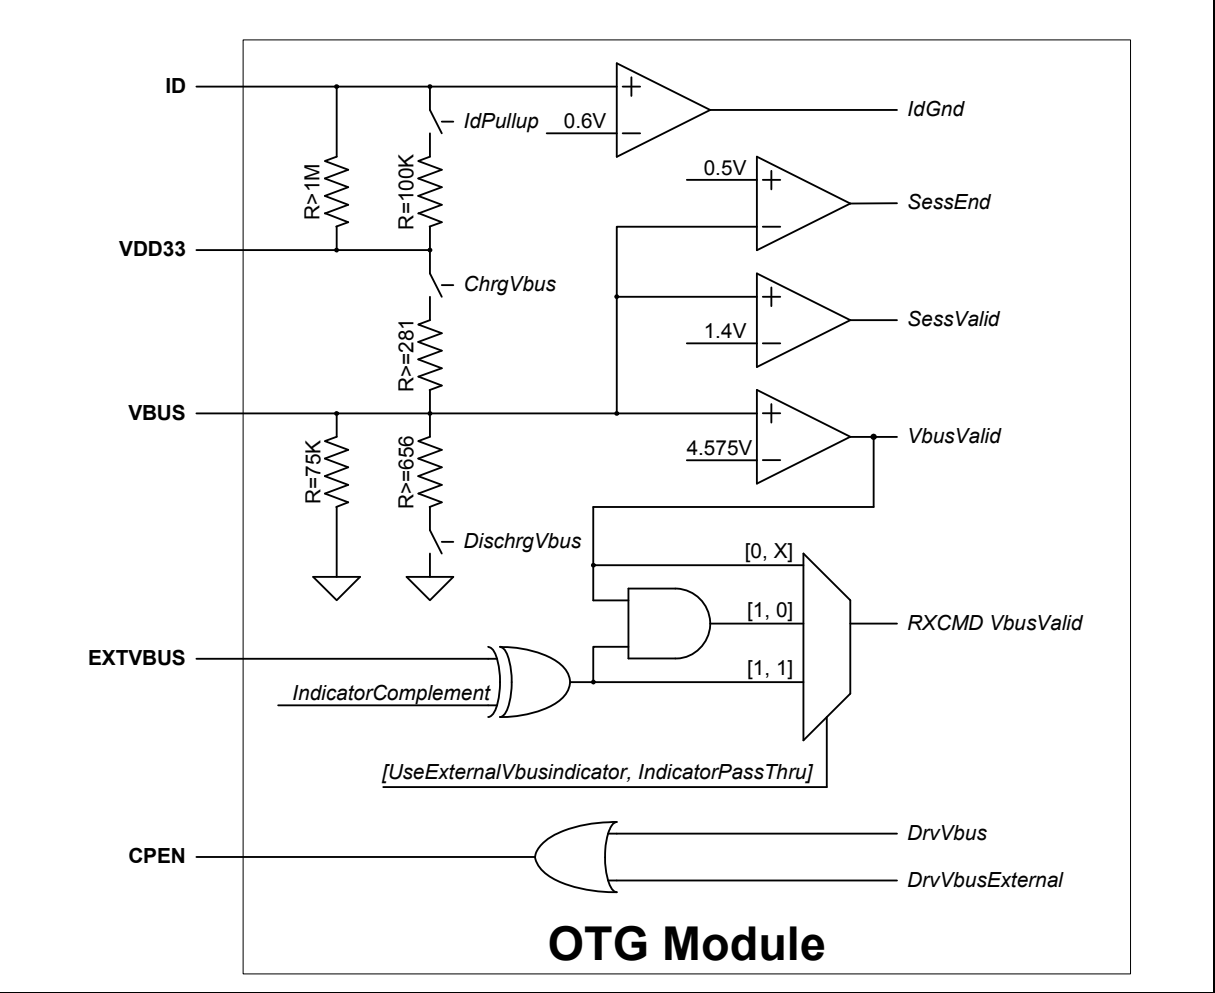 ID
IdPullup
0.6V
IdGnd
R>1M
R=100K
0.5V
SessEnd
VDD33
ChrgVbus
R>=281
1.4V
SessValid
VBUS
R=75K
R>=656
4.575V
VbusValid
DischrgVbus
[0, X]
[1, 0]
RXCMD VbusValid
EXTVBUS
[1, 1]
IndicatorComplement
[UseExternalVbusindicator, IndicatorPassThru]
DrvVbus
CPEN
DrvVbusExternal
OTG Module